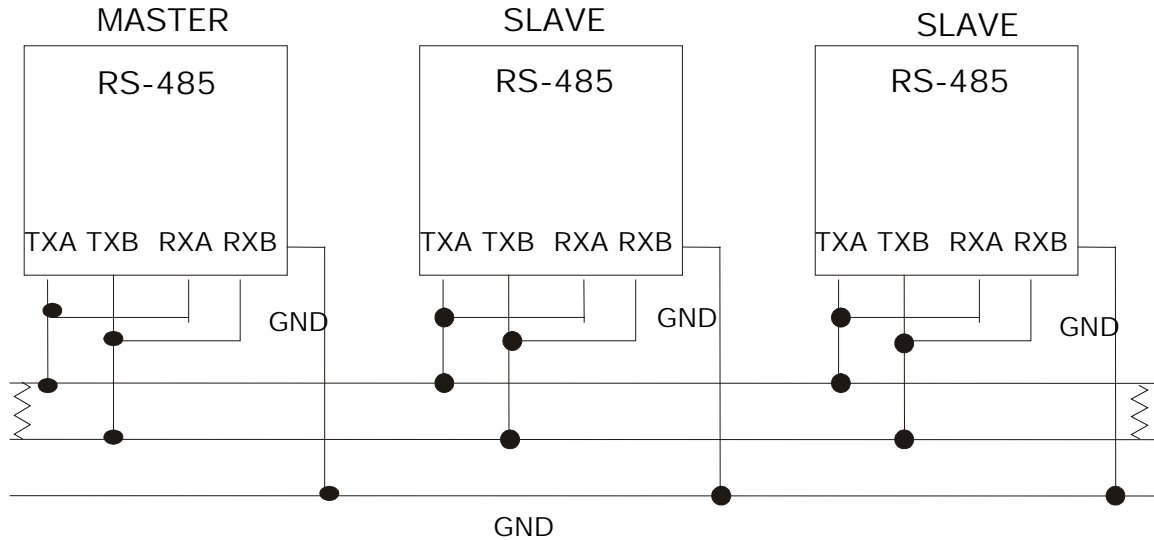 MASTER SLAVE SLAVE
RS-485 RS-485 RS-485
TXA TXB RXA RXB TXA TXB RXA RXB TXA TXB RXA RXB
GND GND GND
GND